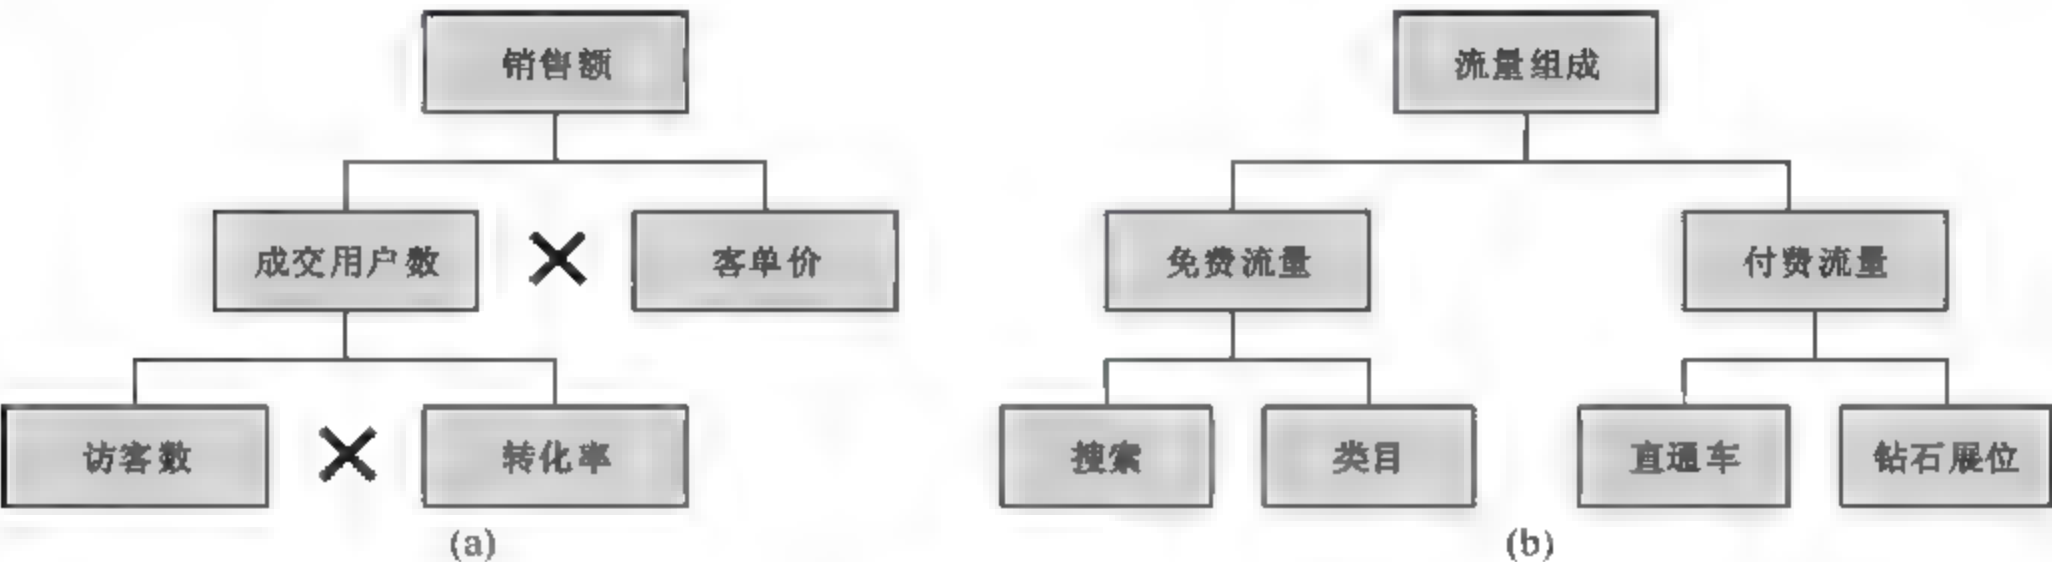 销售额
成交用户数
×
客单价
访客数
×
转化率
(a)
流量组成
免费流量
付费流量
搜索
类目
直通车
钻石展位
(b)